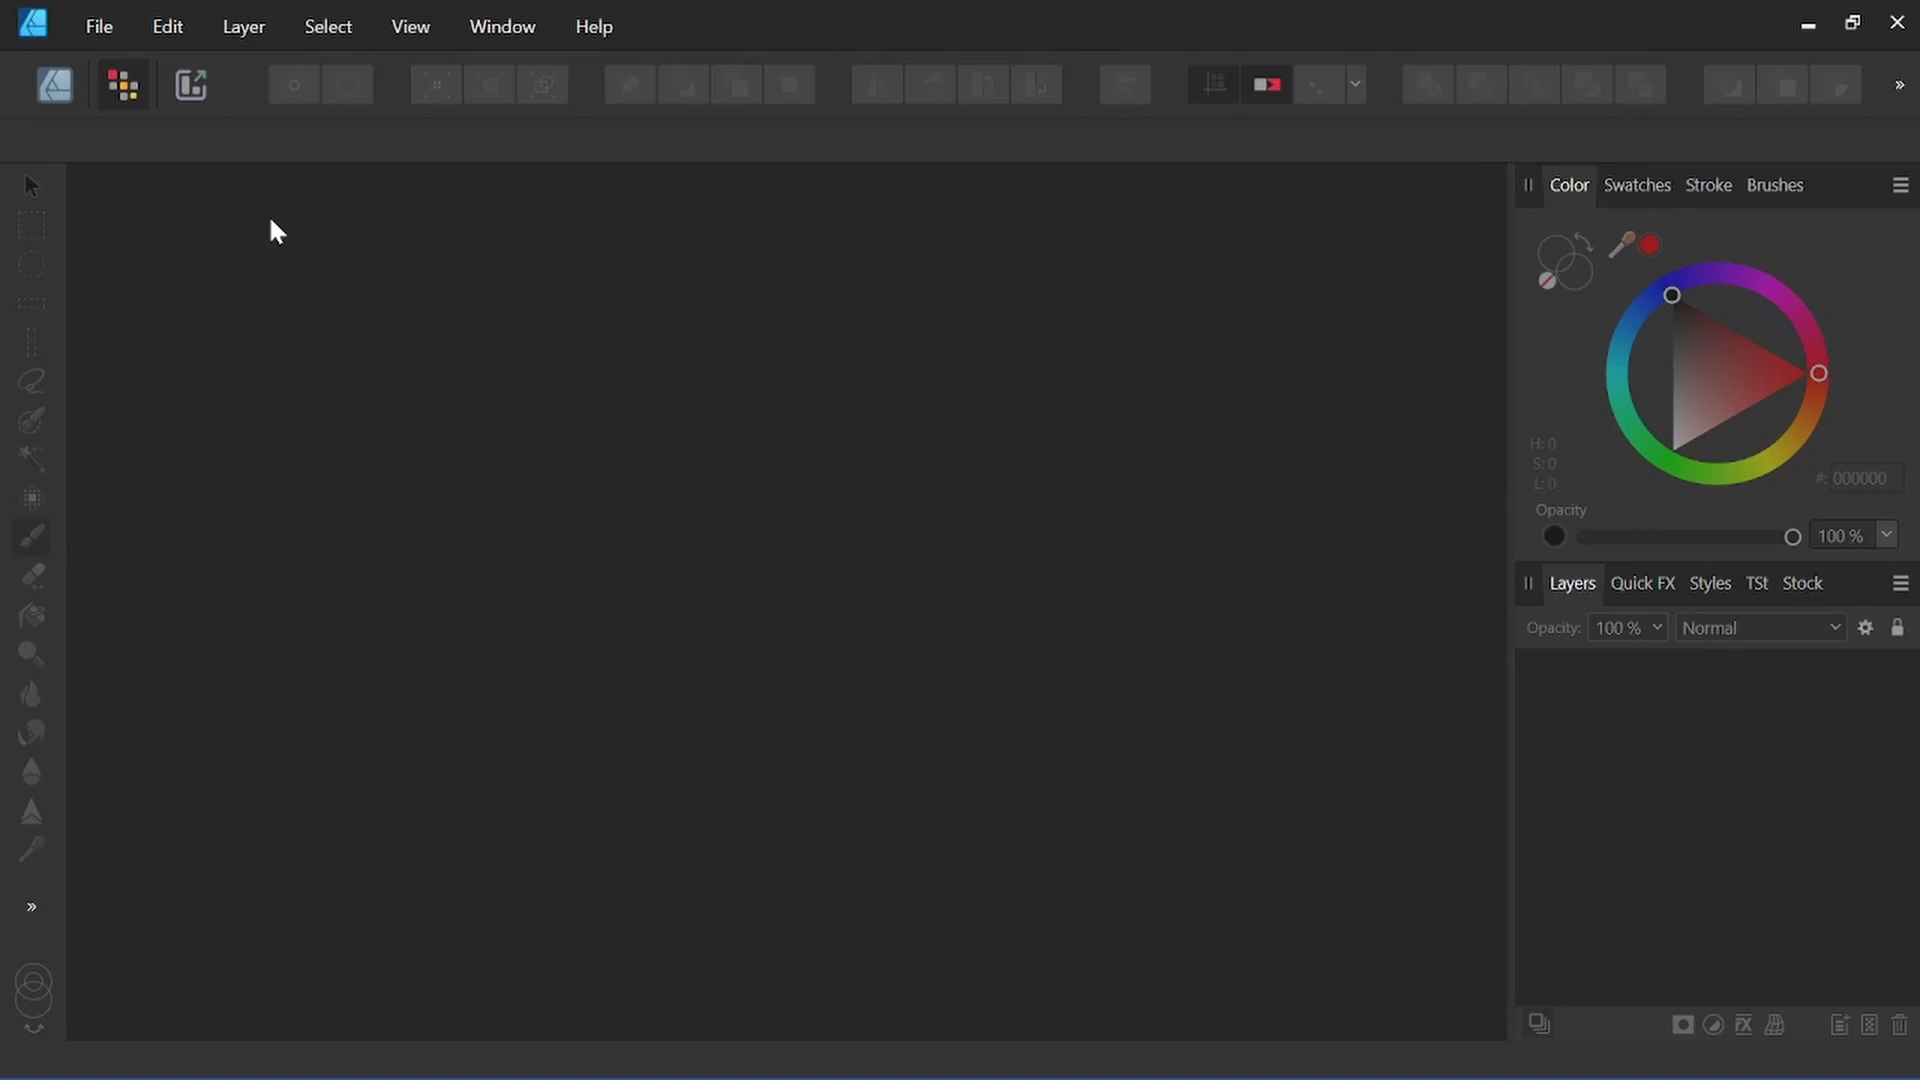 File Edit Layer Select View Window Help
Color Swatches Stroke Brushes
H: 0
S: 0
L: 0
#: 000000
Opacity
100 %
Layers Quick FX Styles TSt Stock
Opacity: 100 % Normal